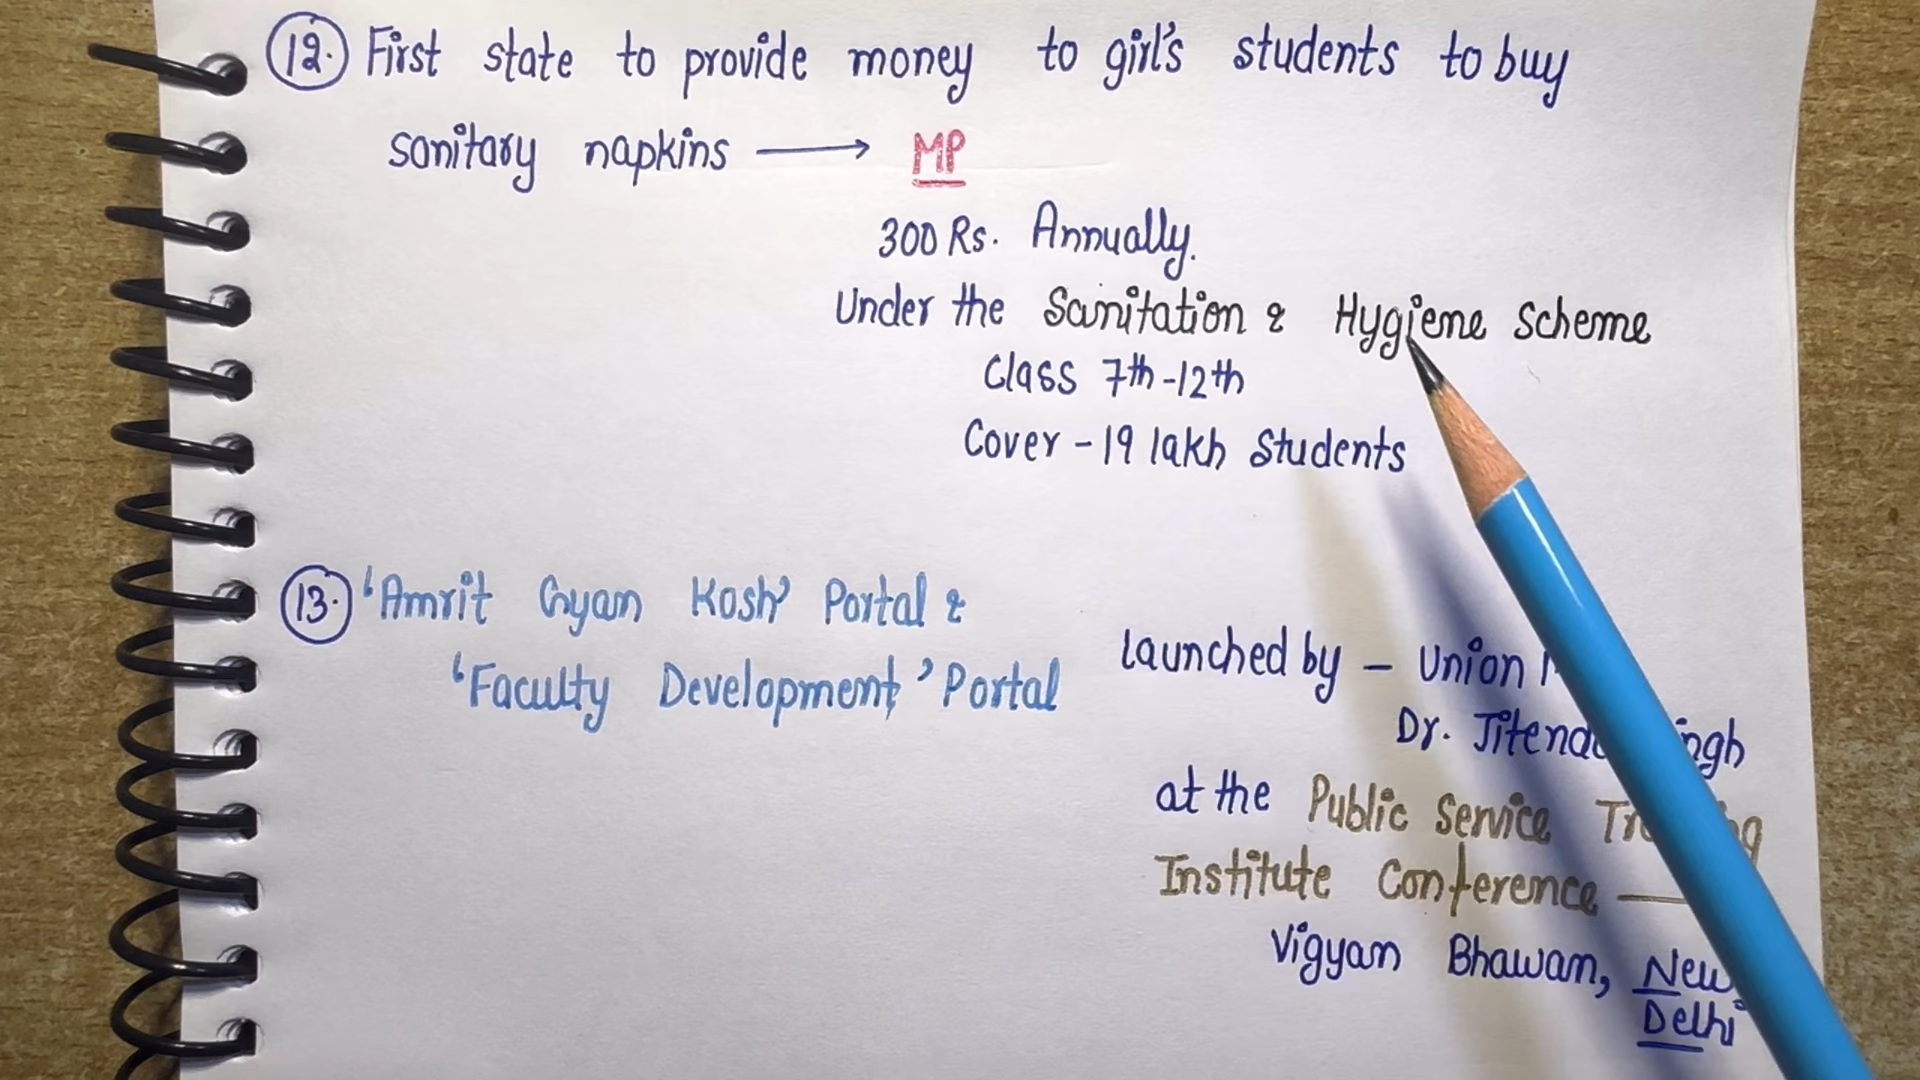 12. First state to provide money to girl's students to buy
sanitary napkins → MP
300 Rs. Annually.
Under the Sanitation & Hygiene Scheme
Class 7th-12th
Cover - 19 lakh Students
13. 'Amrit Gyan Kosh' Portal &
'Faculty Development' Portal
launched by - Union
Dr.
at the Public Service
Institute Conference —
Vigyan Bhawan, New
Delhi